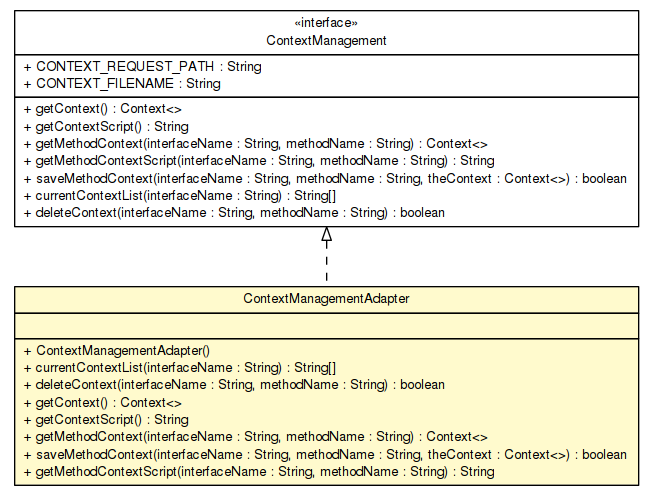 «interface»
ContextManagement
+ CONTEXT_REQUEST_PATH : String
+ CONTEXT_FILENAME : String
+ getContext() : Context<>
+ getContextScript() : String
+ getMethodContext(interfaceName : String, methodName : String) : Context<>
+ getMethodContextScript(interfaceName : String, methodName : String) : String
+ saveMethodContext(interfaceName : String, methodName : String, theContext : Context<>) : boolean
+ currentContextList(interfaceName : String) : String[]
+ deleteContext(interfaceName : String, methodName : String) : boolean
ContextManagementAdapter
+ ContextManagementAdapter()
+ currentContextList(interfaceName : String) : String[]
+ deleteContext(interfaceName : String, methodName : String) : boolean
+ getContext() : Context<>
+ getContextScript() : String
+ getMethodContext(interfaceName : String, methodName : String) : Context<>
+ saveMethodContext(interfaceName : String, methodName : String, theContext : Context<>) : boolean
+ getMethodContextScript(interfaceName : String, methodName : String) : String